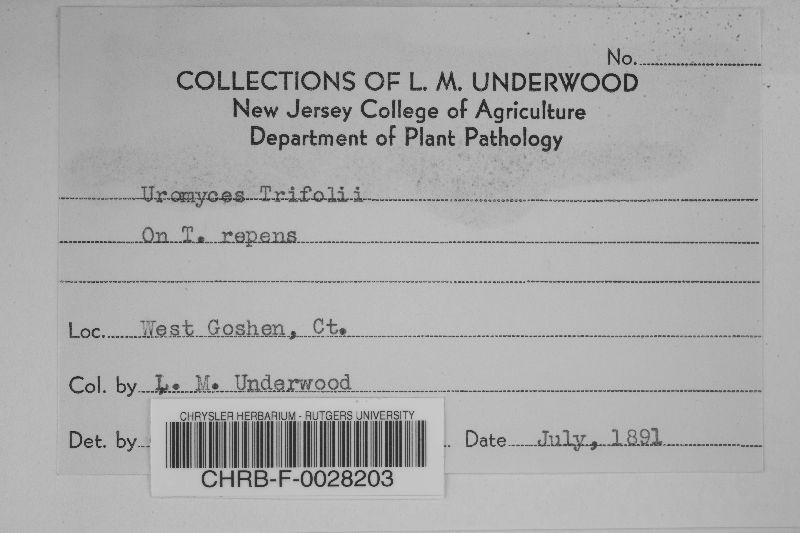 No.
COLLECTIONS OF L. M. UNDERWOOD
New Jersey College of Agriculture
Department of Plant Pathology
Uromyces Trifolii
On T. repens
Loc. West Goshen, Ct.
Col. by L. M. Underwood
Det. by Date July, 1891
CHRYSLER HERBARIUM - RUTGERS UNIVERSITY
CHRB-F-0028203